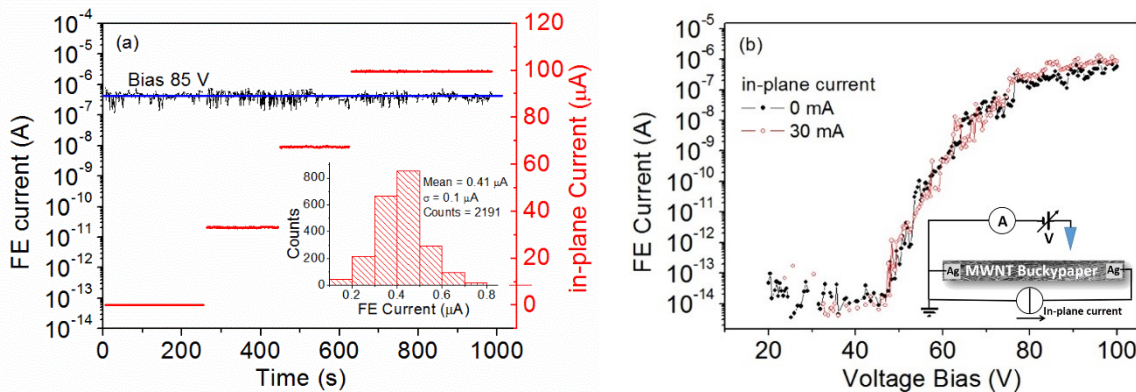 (a)
Bias 85 V
FE current (A)
10⁻⁴
10⁻⁵
10⁻⁶
10⁻⁷
10⁻⁸
10⁻⁹
10⁻¹⁰
10⁻¹¹
10⁻¹²
10⁻¹³
10⁻¹⁴
0 200 400 600 800 1000
Time (s)
120
100
80
60
40
20
0
in-plane Current (μA)
Mean = 0.41 μA
σ = 0.1 μA
Counts = 2191
Counts
800
600
400
200
0
0.2 0.4 0.6 0.8
FE Current (μA)
(b)
in-plane current
0 mA
30 mA
FE Current (A)
10⁻⁵
10⁻⁶
10⁻⁷
10⁻⁸
10⁻⁹
10⁻¹⁰
10⁻¹¹
10⁻¹²
10⁻¹³
10⁻¹⁴
20 40 60 80 100
Voltage Bias (V)
A
V
Ag MWNT Buckypaper Ag
In-plane current